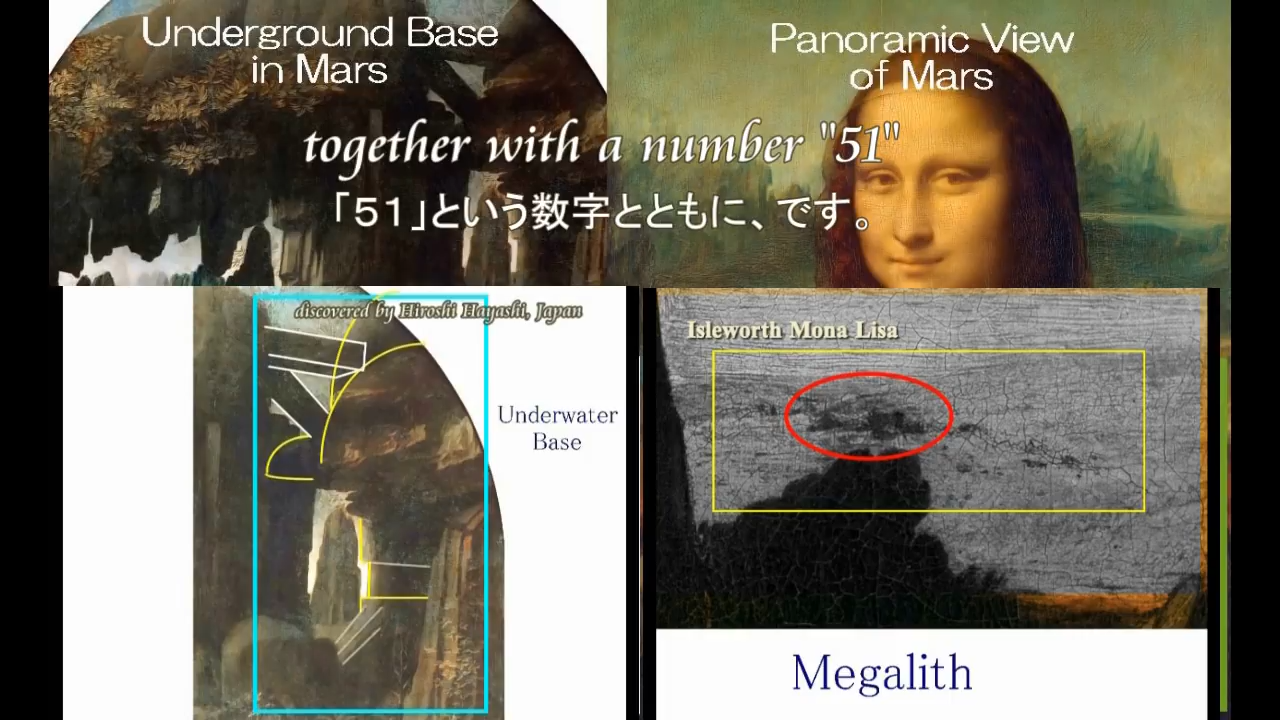 Underground Base
in Mars
Panoramic View
of Mars
together with a number "51"
「５１」という数字とともに、です。
discovered by Hiroshi Hayashi, Japan
Underwater
Base
Isleworth Mona Lisa
Megalith